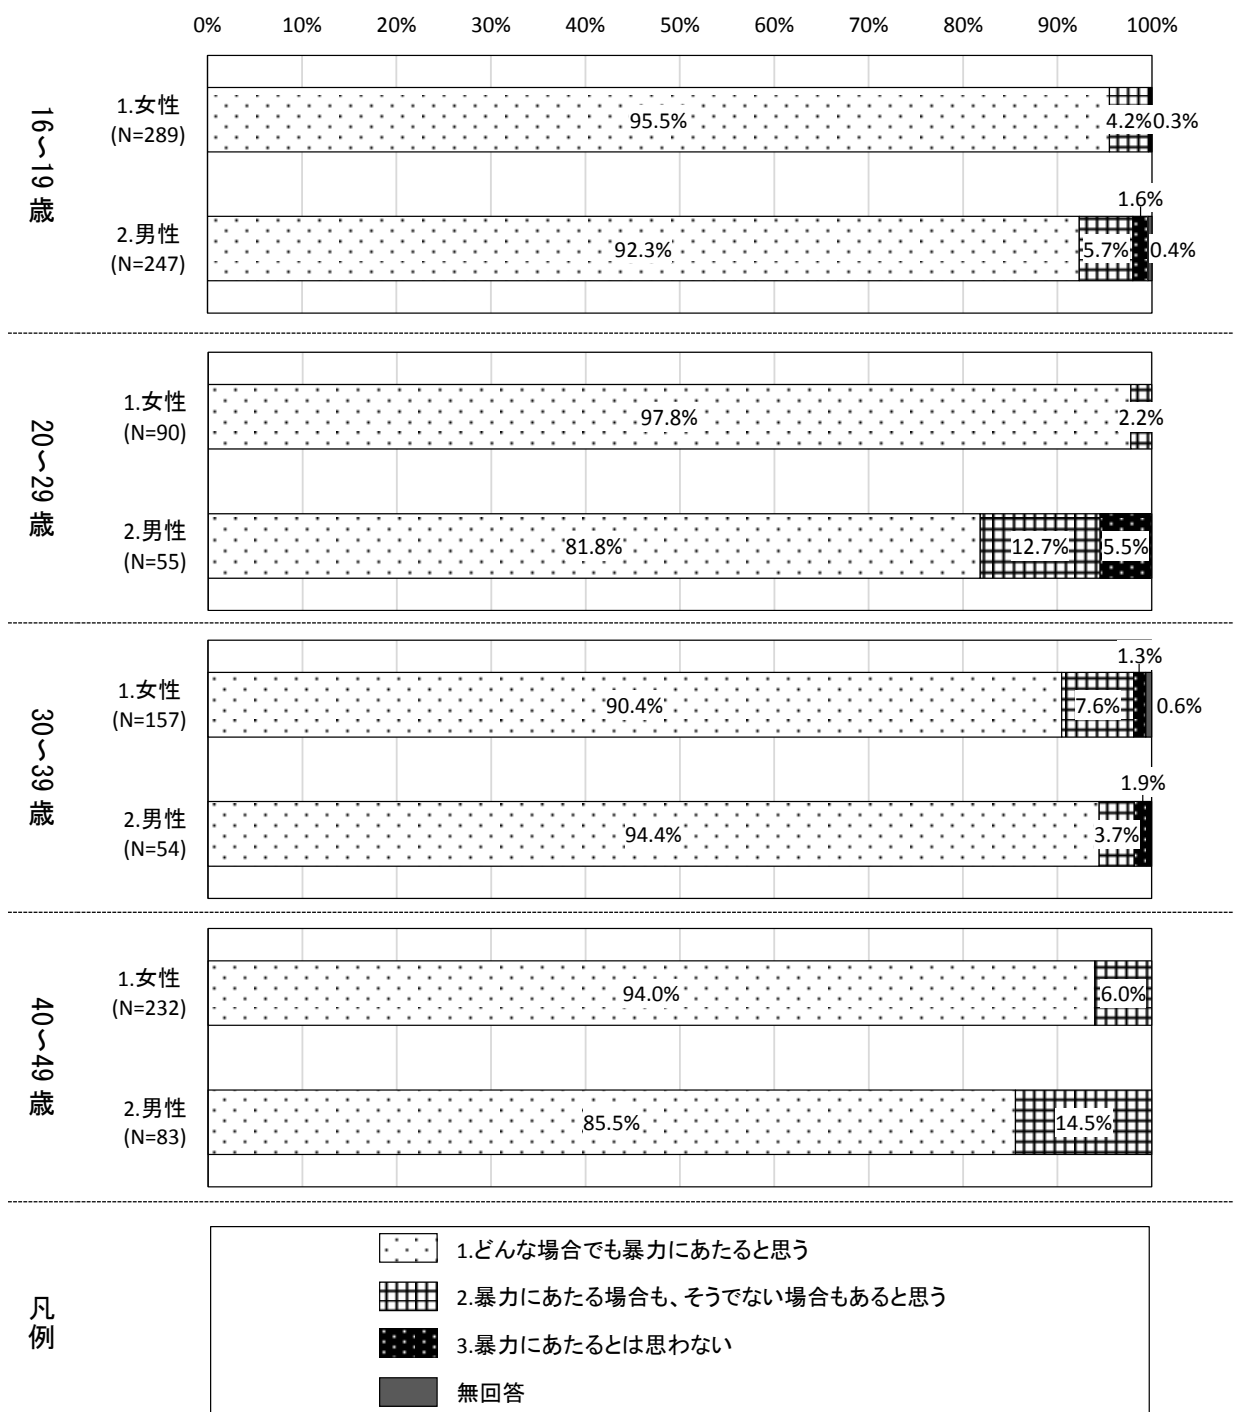 0% 10% 20% 30% 40% 50% 60% 70% 80% 90% 100%
16～19歳
1.女性
(N=289)
95.5% 4.2% 0.3%
2.男性
(N=247)
92.3% 5.7% 1.6% 0.4%
20～29歳
1.女性
(N=90)
97.8% 2.2%
2.男性
(N=55)
81.8% 12.7% 5.5%
30～39歳
1.女性
(N=157)
90.4% 7.6% 1.3% 0.6%
2.男性
(N=54)
94.4% 3.7% 1.9%
40～49歳
1.女性
(N=232)
94.0% 6.0%
2.男性
(N=83)
85.5% 14.5%
凡例
1.どんな場合でも暴力にあたると思う
2.暴力にあたる場合も、そうでない場合もあると思う
3.暴力にあたるとは思わない
無回答